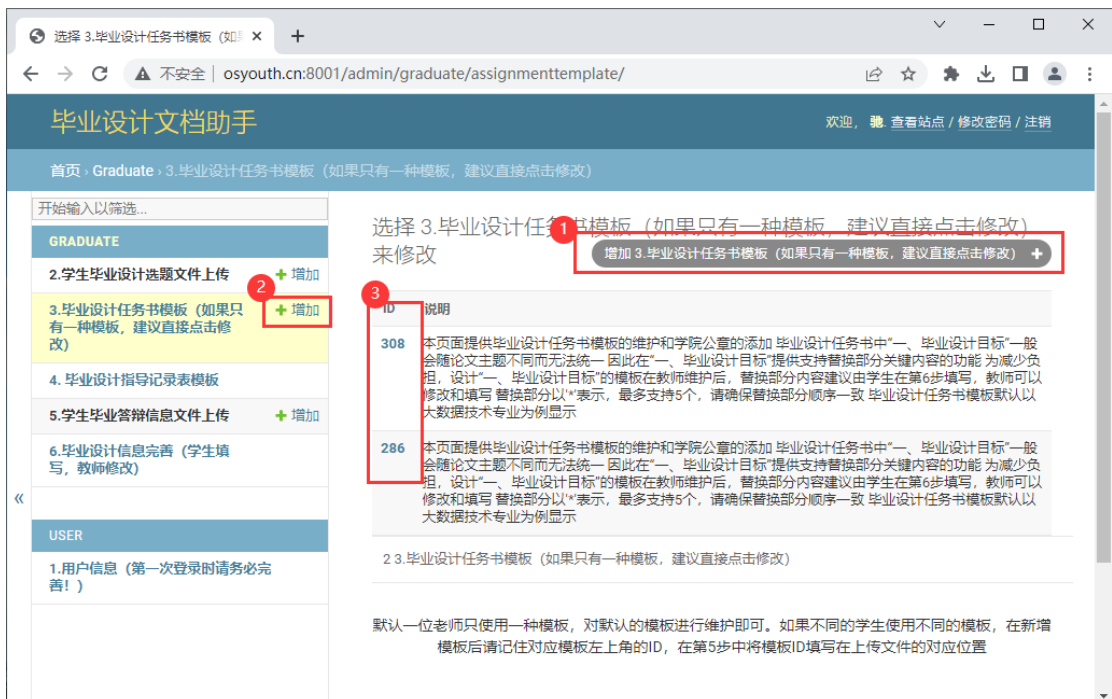 选择 3.毕业设计任务书模板（如
不安全 | osyouth.cn:8001/admin/graduate/assignmenttemplate/
毕业设计文档助手
欢迎，驰. 查看站点 / 修改密码 / 注销
首页 › Graduate › 3.毕业设计任务书模板（如果只有一种模板，建议直接点击修改）
开始输入以筛选...
GRADUATE
2.学生毕业设计选题文件上传
增加
2
3.毕业设计任务书模板（如果只
有一种模板，建议直接点击修
改）
增加
4. 毕业设计指导记录表模板
5.学生毕业答辩信息文件上传
增加
6.毕业设计信息完善（学生填
写，教师修改）
«
USER
1.用户信息（第一次登录时请务必完
善！）
选择 3.毕业设计任务书模板（如果只有一种模板，建议直接点击修改）
来修改
1
增加 3.毕业设计任务书模板（如果只有一种模板，建议直接点击修改）
3
ID 说明
308 本页面提供毕业设计任务书模板的维护和学院公章的添加 毕业设计任务书中“一、毕业设计目标”一般
会随论文主题不同而无法统一 因此在“一、毕业设计目标”提供支持替换部分关键内容的功能 为减少负
担，设计“一、毕业设计目标”的模板在教师维护后，替换部分内容建议由学生在第6步填写，教师可以
修改和填写 替换部分以'*'表示，最多支持5个，请确保替换部分顺序一致 毕业设计任务书模板默认以
大数据技术专业为例显示
286 本页面提供毕业设计任务书模板的维护和学院公章的添加 毕业设计任务书中“一、毕业设计目标”一般
会随论文主题不同而无法统一 因此在“一、毕业设计目标”提供支持替换部分关键内容的功能 为减少负
担，设计“一、毕业设计目标”的模板在教师维护后，替换部分内容建议由学生在第6步填写，教师可以
修改和填写 替换部分以'*'表示，最多支持5个，请确保替换部分顺序一致 毕业设计任务书模板默认以
大数据技术专业为例显示
2 3.毕业设计任务书模板（如果只有一种模板，建议直接点击修改）
默认一位老师只使用一种模板，对默认的模板进行维护即可。如果不同的学生使用不同的模板，在新增
模板后请记住对应模板左上角的ID，在第5步中将模板ID填写在上传文件的对应位置